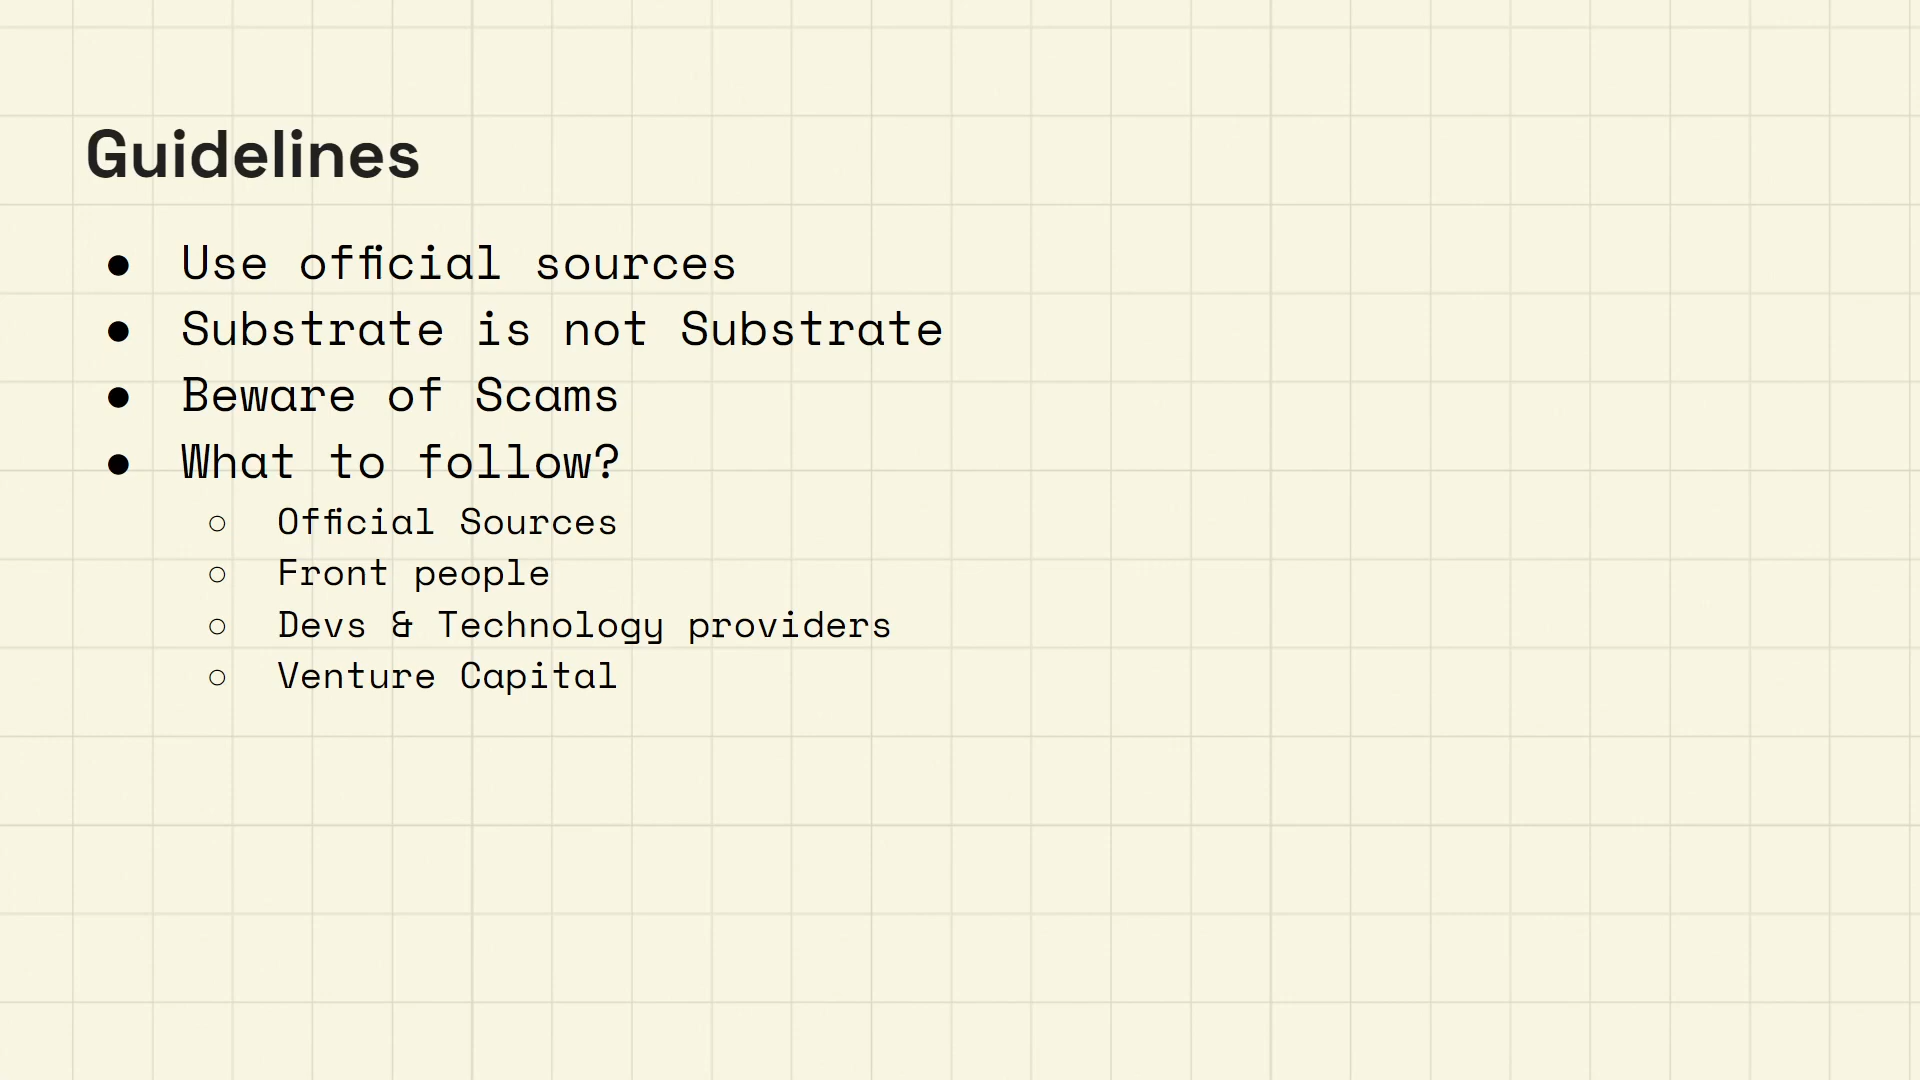 Guidelines
● Use official sources
● Substrate is not Substrate
● Beware of Scams
● What to follow?
○ Official Sources
○ Front people
○ Devs & Technology providers
○ Venture Capital